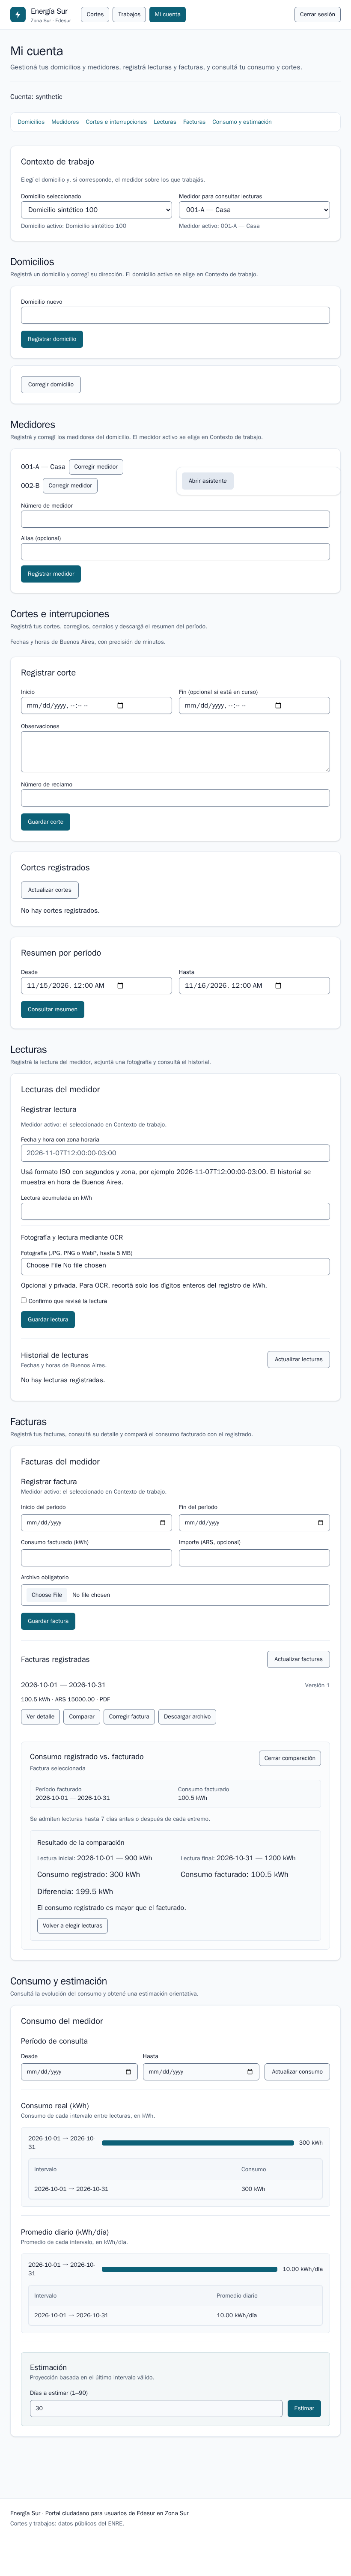 Energía Sur
Zona Sur · Edesur
Cortes
Trabajos
Mi cuenta
Cerrar sesión
Mi cuenta
Gestioná tus domicilios y medidores, registrá lecturas y facturas, y consultá tu consumo y cortes.
Cuenta: synthetic
Domicilios Medidores Cortes e interrupciones Lecturas Facturas Consumo y estimación
Contexto de trabajo
Elegí el domicilio y, si corresponde, el medidor sobre los que trabajás.
Domicilio seleccionado
Domicilio sintético 100
Domicilio activo: Domicilio sintético 100
Medidor para consultar lecturas
001-A — Casa
Medidor activo: 001-A — Casa
Domicilios
Registrá un domicilio y corregí su dirección. El domicilio activo se elige en Contexto de trabajo.
Domicilio nuevo
Registrar domicilio
Corregir domicilio
Medidores
Registrá y corregí los medidores del domicilio. El medidor activo se elige en Contexto de trabajo.
001-A — Casa Corregir medidor
002-B Corregir medidor
Abrir asistente
Número de medidor
Alias (opcional)
Registrar medidor
Cortes e interrupciones
Registrá tus cortes, corregilos, cerralos y descargá el resumen del período.
Fechas y horas de Buenos Aires, con precisión de minutos.
Registrar corte
Inicio
mm/dd/yyyy, --:-- --
Fin (opcional si está en curso)
mm/dd/yyyy, --:-- --
Observaciones
Número de reclamo
Guardar corte
Cortes registrados
Actualizar cortes
No hay cortes registrados.
Resumen por período
Desde
11/15/2026, 12:00 AM
Hasta
11/16/2026, 12:00 AM
Consultar resumen
Lecturas
Registrá la lectura del medidor, adjuntá una fotografía y consultá el historial.
Lecturas del medidor
Registrar lectura
Medidor activo: el seleccionado en Contexto de trabajo.
Fecha y hora con zona horaria
2026-11-07T12:00:00-03:00
Usá formato ISO con segundos y zona, por ejemplo 2026-11-07T12:00:00-03:00. El historial se
muestra en hora de Buenos Aires.
Lectura acumulada en kWh
Fotografía y lectura mediante OCR
Fotografía (JPG, PNG o WebP, hasta 5 MB)
Choose File No file chosen
Opcional y privada. Para OCR, recortá solo los dígitos enteros del registro de kWh.
Confirmo que revisé la lectura
Guardar lectura
Historial de lecturas
Fechas y horas de Buenos Aires.
Actualizar lecturas
No hay lecturas registradas.
Facturas
Registrá tus facturas, consultá su detalle y compará el consumo facturado con el registrado.
Facturas del medidor
Registrar factura
Medidor activo: el seleccionado en Contexto de trabajo.
Inicio del período
mm/dd/yyyy
Fin del período
mm/dd/yyyy
Consumo facturado (kWh)
Importe (ARS, opcional)
Archivo obligatorio
Choose File No file chosen
Guardar factura
Facturas registradas
Actualizar facturas
2026-10-01 — 2026-10-31
Versión 1
100.5 kWh · ARS 15000.00 · PDF
Ver detalle
Comparar
Corregir factura
Descargar archivo
Consumo registrado vs. facturado
Factura seleccionada
Cerrar comparación
Período facturado
2026-10-01 — 2026-10-31
Consumo facturado
100.5 kWh
Se admiten lecturas hasta 7 días antes o después de cada extremo.
Resultado de la comparación
Lectura inicial: 2026-10-01 — 900 kWh
Lectura final: 2026-10-31 — 1200 kWh
Consumo registrado: 300 kWh
Consumo facturado: 100.5 kWh
Diferencia: 199.5 kWh
El consumo registrado es mayor que el facturado.
Volver a elegir lecturas
Consumo y estimación
Consultá la evolución del consumo y obtené una estimación orientativa.
Consumo del medidor
Período de consulta
Desde
mm/dd/yyyy
Hasta
mm/dd/yyyy
Actualizar consumo
Consumo real (kWh)
Consumo de cada intervalo entre lecturas, en kWh.
2026-10-01 → 2026-10-
31
300 kWh
Intervalo Consumo
2026-10-01 → 2026-10-31 300 kWh
Promedio diario (kWh/día)
Promedio de cada intervalo, en kWh/día.
2026-10-01 → 2026-10-
31
10.00 kWh/día
Intervalo Promedio diario
2026-10-01 → 2026-10-31 10.00 kWh/día
Estimación
Proyección basada en el último intervalo válido.
Días a estimar (1–90)
30
Estimar
Energía Sur · Portal ciudadano para usuarios de Edesur en Zona Sur
Cortes y trabajos: datos públicos del ENRE.